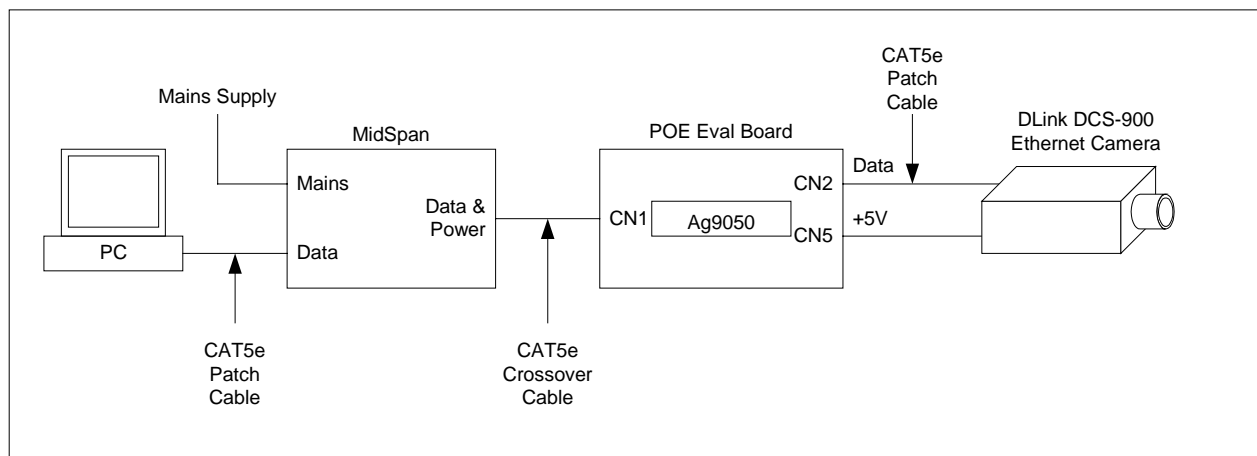 Mains Supply
PC
CAT5e
Patch
Cable
MidSpan
Mains
Data
Data &
Power
CAT5e
Crossover
Cable
POE Eval Board
CN1
Ag9050
CN2
CN5
Data
+5V
CAT5e
Patch
Cable
DLink DCS-900
Ethernet Camera